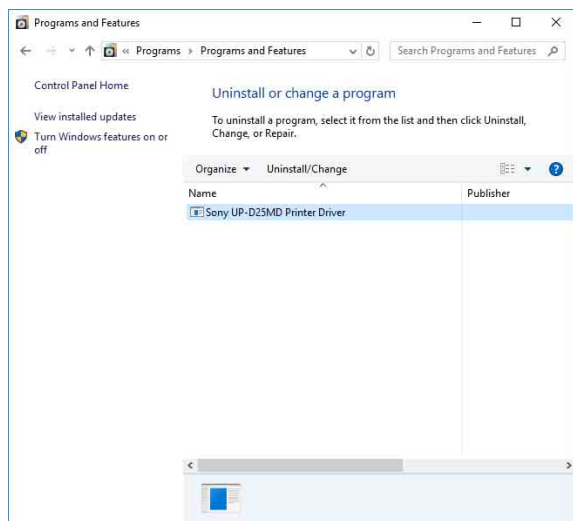 Programs and Features
« Programs > Programs and Features
Search Programs and Features
Control Panel Home
View installed updates
Turn Windows features on or
off
Uninstall or change a program
To uninstall a program, select it from the list and then click Uninstall,
Change, or Repair.
Organize Uninstall/Change
Name Publisher
Sony UP-D25MD Printer Driver